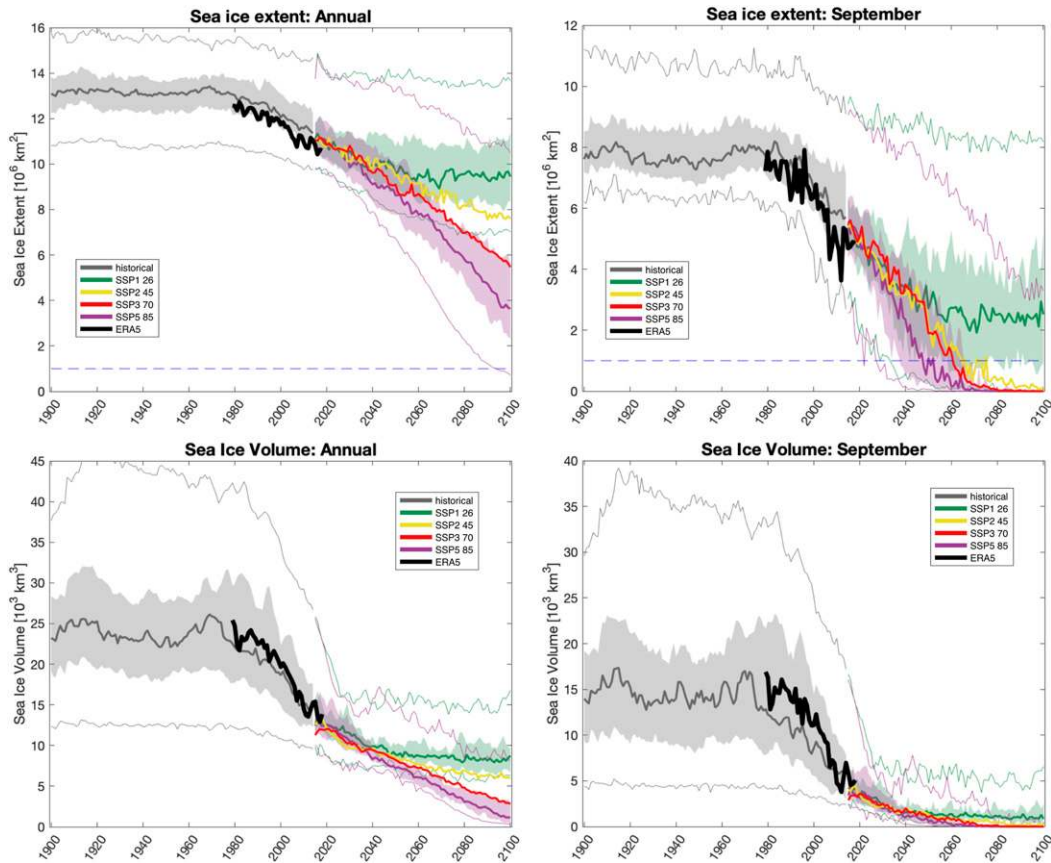 Sea ice extent: Annual
Sea Ice Extent [10⁶ km²]
16
14
12
10
8
6
4
2
0
historical
SSP1 26
SSP2 45
SSP3 70
SSP5 85
ERA5
1900
1920
1940
1960
1980
2000
2020
2040
2060
2080
2100
Sea ice extent: September
Sea Ice Extent [10⁶ km²]
12
10
8
6
4
2
0
historical
SSP1 26
SSP2 45
SSP3 70
SSP5 85
ERA5
1900
1920
1940
1960
1980
2000
2020
2040
2060
2080
2100
Sea Ice Volume: Annual
Sea Ice Volume [10³ km³]
45
40
35
30
25
20
15
10
5
0
historical
SSP1 26
SSP2 45
SSP3 70
SSP5 85
ERA5
1900
1920
1940
1960
1980
2000
2020
2040
2060
2080
2100
Sea Ice Volume: September
Sea Ice Volume [10³ km³]
40
35
30
25
20
15
10
5
0
historical
SSP1 26
SSP2 45
SSP3 70
SSP5 85
ERA5
1900
1920
1940
1960
1980
2000
2020
2040
2060
2080
2100